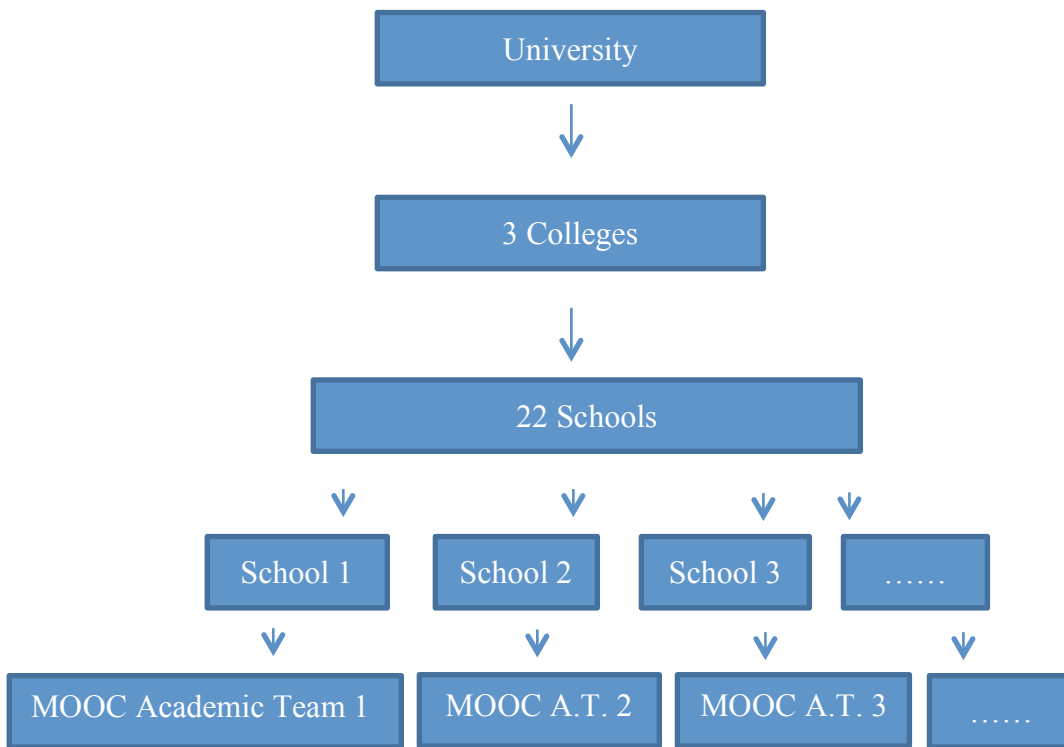 University
3 Colleges
22 Schools
School 1
School 2
School 3
……
MOOC Academic Team 1
MOOC A.T. 2
MOOC A.T. 3
……